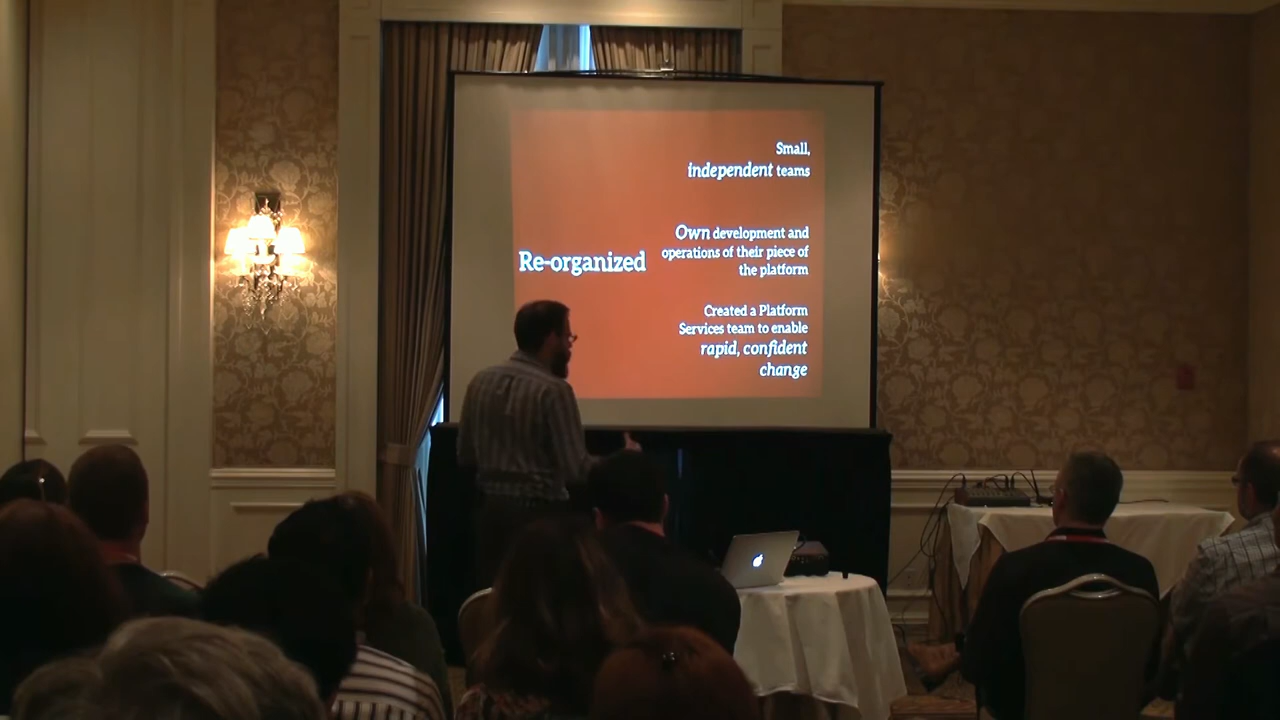 Small,
independent teams
Own development and
operations of their piece of
the platform
Re-organized
Created a Platform
Services team to enable
rapid, confident
change